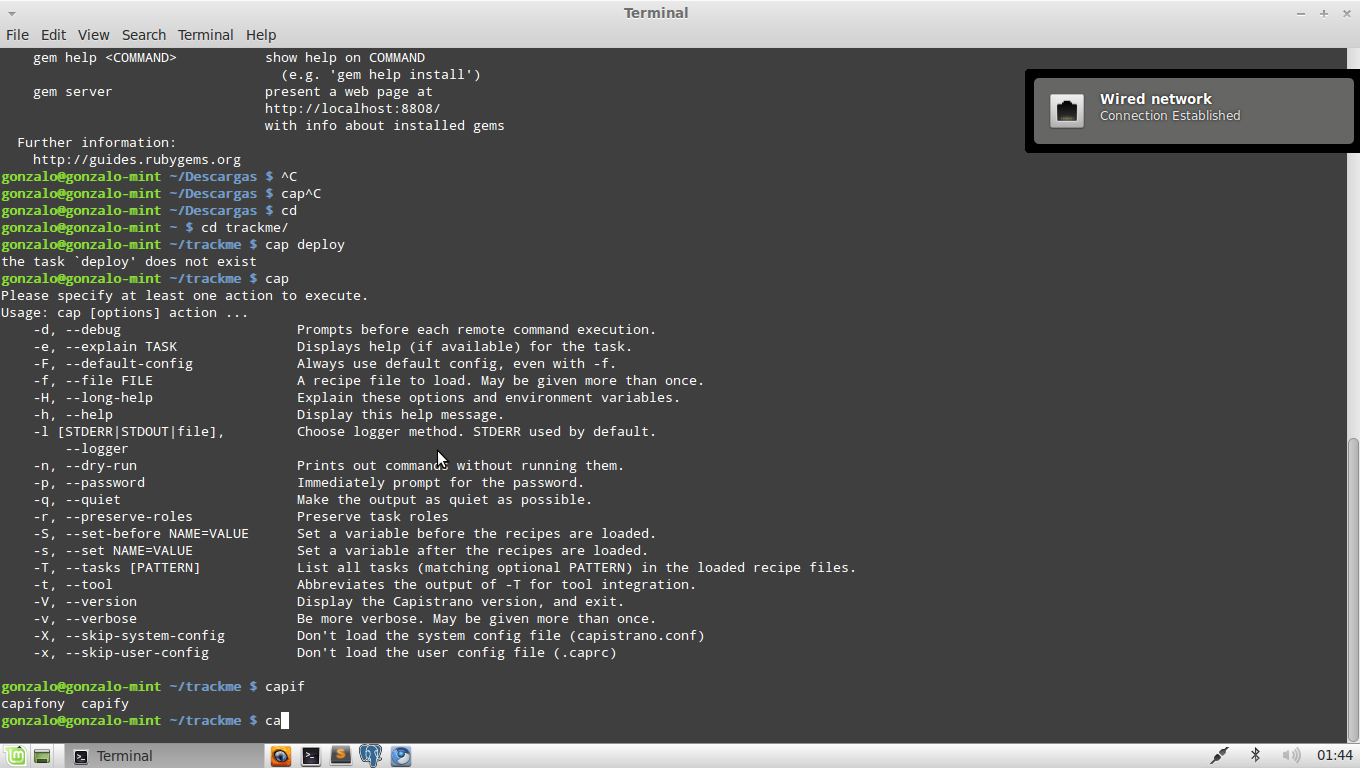 Terminal
File Edit View Search Terminal Help
gem help <COMMAND> show help on COMMAND
(e.g. 'gem help install')
gem server present a web page at
http://localhost:8808/
with info about installed gems
Further information:
http://guides.rubygems.org
gonzalo@gonzalo-mint ~/Descargas $ ^C
gonzalo@gonzalo-mint ~/Descargas $ cap^C
gonzalo@gonzalo-mint ~/Descargas $ cd
gonzalo@gonzalo-mint ~ $ cd trackme/
gonzalo@gonzalo-mint ~/trackme $ cap deploy
the task `deploy' does not exist
gonzalo@gonzalo-mint ~/trackme $ cap
Please specify at least one action to execute.
Usage: cap [options] action ...
-d, --debug Prompts before each remote command execution.
-e, --explain TASK Displays help (if available) for the task.
-F, --default-config Always use default config, even with -f.
-f, --file FILE A recipe file to load. May be given more than once.
-H, --long-help Explain these options and environment variables.
-h, --help Display this help message.
-l [STDERR|STDOUT|file], Choose logger method. STDERR used by default.
--logger
-n, --dry-run Prints out commands without running them.
-p, --password Immediately prompt for the password.
-q, --quiet Make the output as quiet as possible.
-r, --preserve-roles Preserve task roles
-S, --set-before NAME=VALUE Set a variable before the recipes are loaded.
-s, --set NAME=VALUE Set a variable after the recipes are loaded.
-T, --tasks [PATTERN] List all tasks (matching optional PATTERN) in the loaded recipe files.
-t, --tool Abbreviates the output of -T for tool integration.
-V, --version Display the Capistrano version, and exit.
-v, --verbose Be more verbose. May be given more than once.
-X, --skip-system-config Don't load the system config file (capistrano.conf)
-x, --skip-user-config Don't load the user config file (.caprc)
gonzalo@gonzalo-mint ~/trackme $ capif
capifony capify
gonzalo@gonzalo-mint ~/trackme $ ca
Wired network
Connection Established
Terminal
01:44